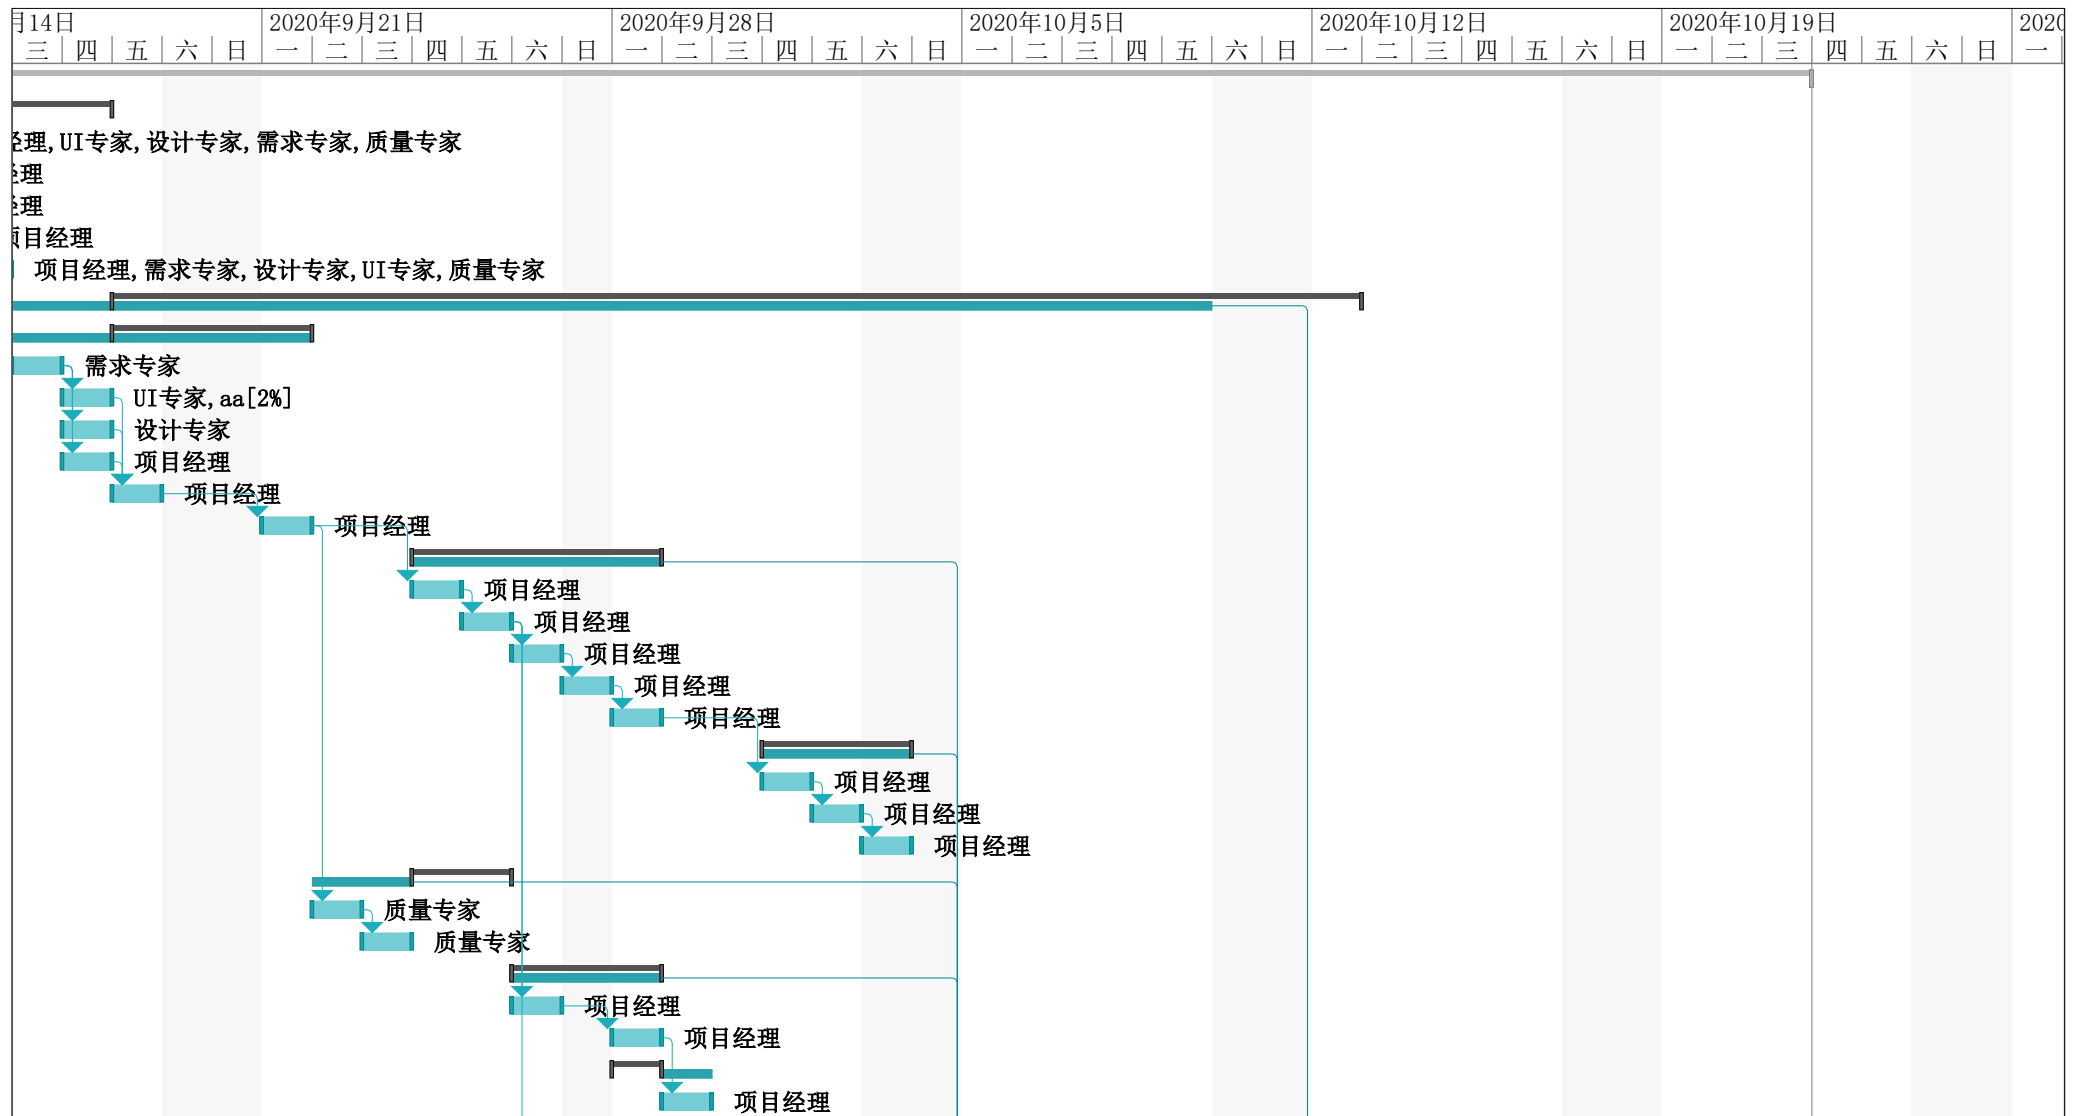 月14日 2020年9月21日 2020年9月28日 2020年10月5日 2020年10月12日 2020年10月19日
三 四 五 六 日 一 二 三 四 五 六 日 一 二 三 四 五 六 日 一 二 三 四 五 六 日 一 二 三 四 五 六 日 一 二 三 四 五 六 日 一
经理,UI专家,设计专家,需求专家,质量专家
经理
经理
项目经理
项目经理,需求专家,设计专家,UI专家,质量专家
需求专家
UI专家,aa[2%]
设计专家
项目经理
项目经理
项目经理
项目经理
项目经理
项目经理
项目经理
项目经理
项目经理
项目经理
项目经理
质量专家
质量专家
项目经理
项目经理
项目经理